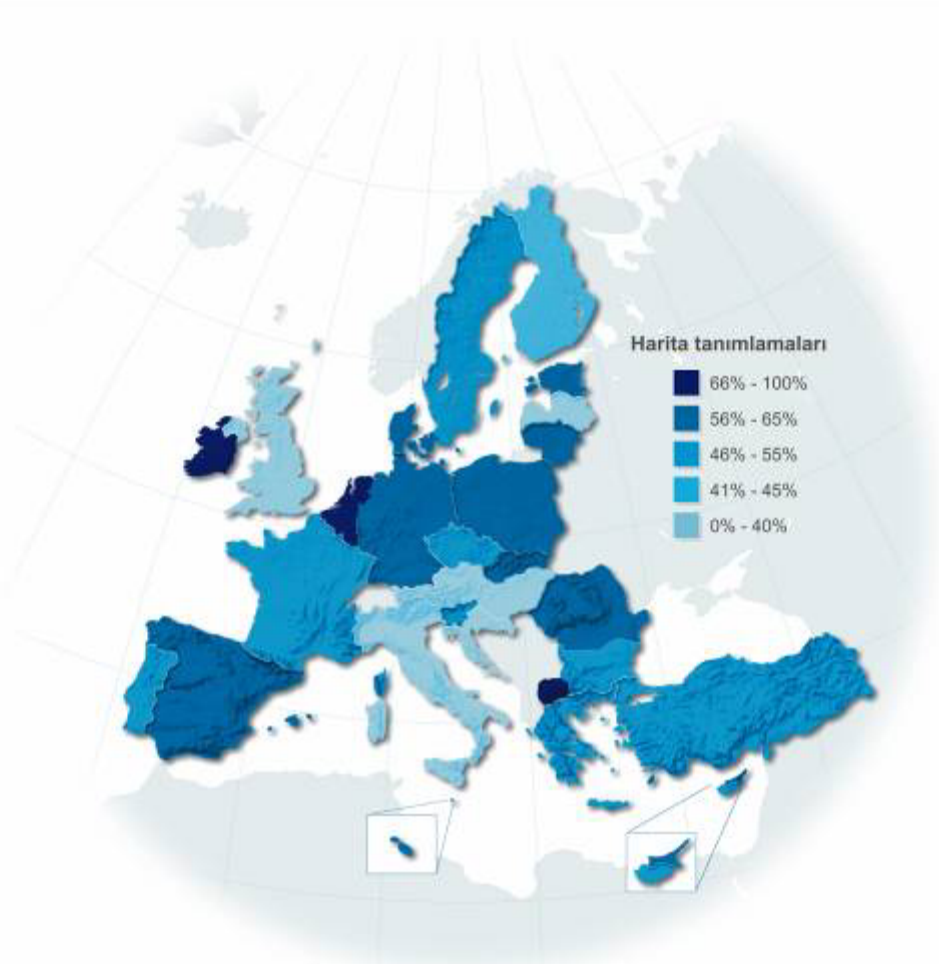 Harita tanımlamaları
66% - 100%
56% - 65%
46% - 55%
41% - 45%
0% - 40%